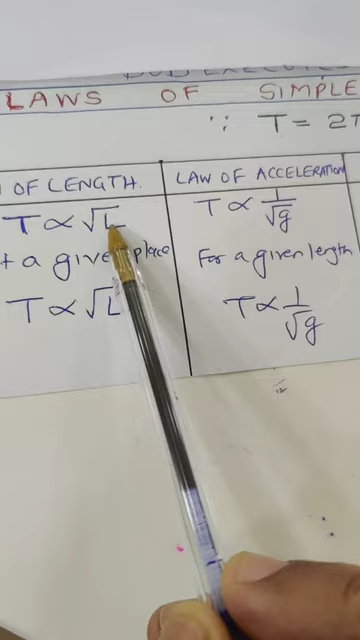 LAWS OF SIMPLE
∵ T = 2π
OF LENGTH.
T ∝ √L
a given place
T ∝ √L
LAW OF ACCELERATION
T ∝ 1/√g
For a given length
T ∝ 1/√g